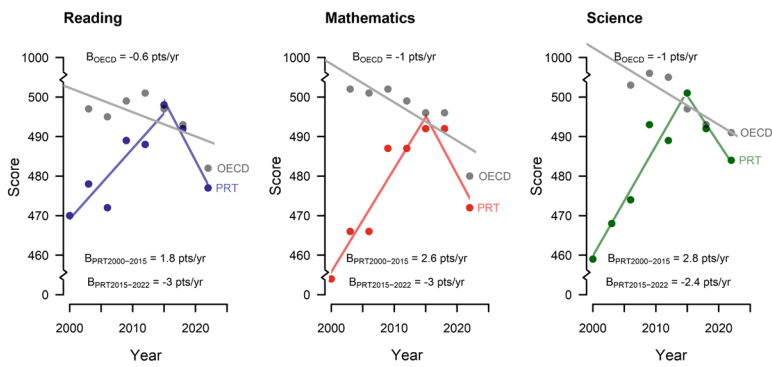 Reading
Mathematics
Science
B_OECD = -0.6 pts/yr
B_OECD = -1 pts/yr
B_OECD = -1 pts/yr
1000
500
490
480
470
460
0
Score
OECD
PRT
B_PRT2000−2015 = 1.8 pts/yr
B_PRT2015−2022 = -3 pts/yr
2000
2010
2020
Year
1000
500
490
480
470
460
0
Score
OECD
PRT
B_PRT2000−2015 = 2.6 pts/yr
B_PRT2015−2022 = -3 pts/yr
2000
2010
2020
Year
1000
500
490
480
470
460
0
Score
OECD
PRT
B_PRT2000−2015 = 2.8 pts/yr
B_PRT2015−2022 = -2.4 pts/yr
2000
2010
2020
Year